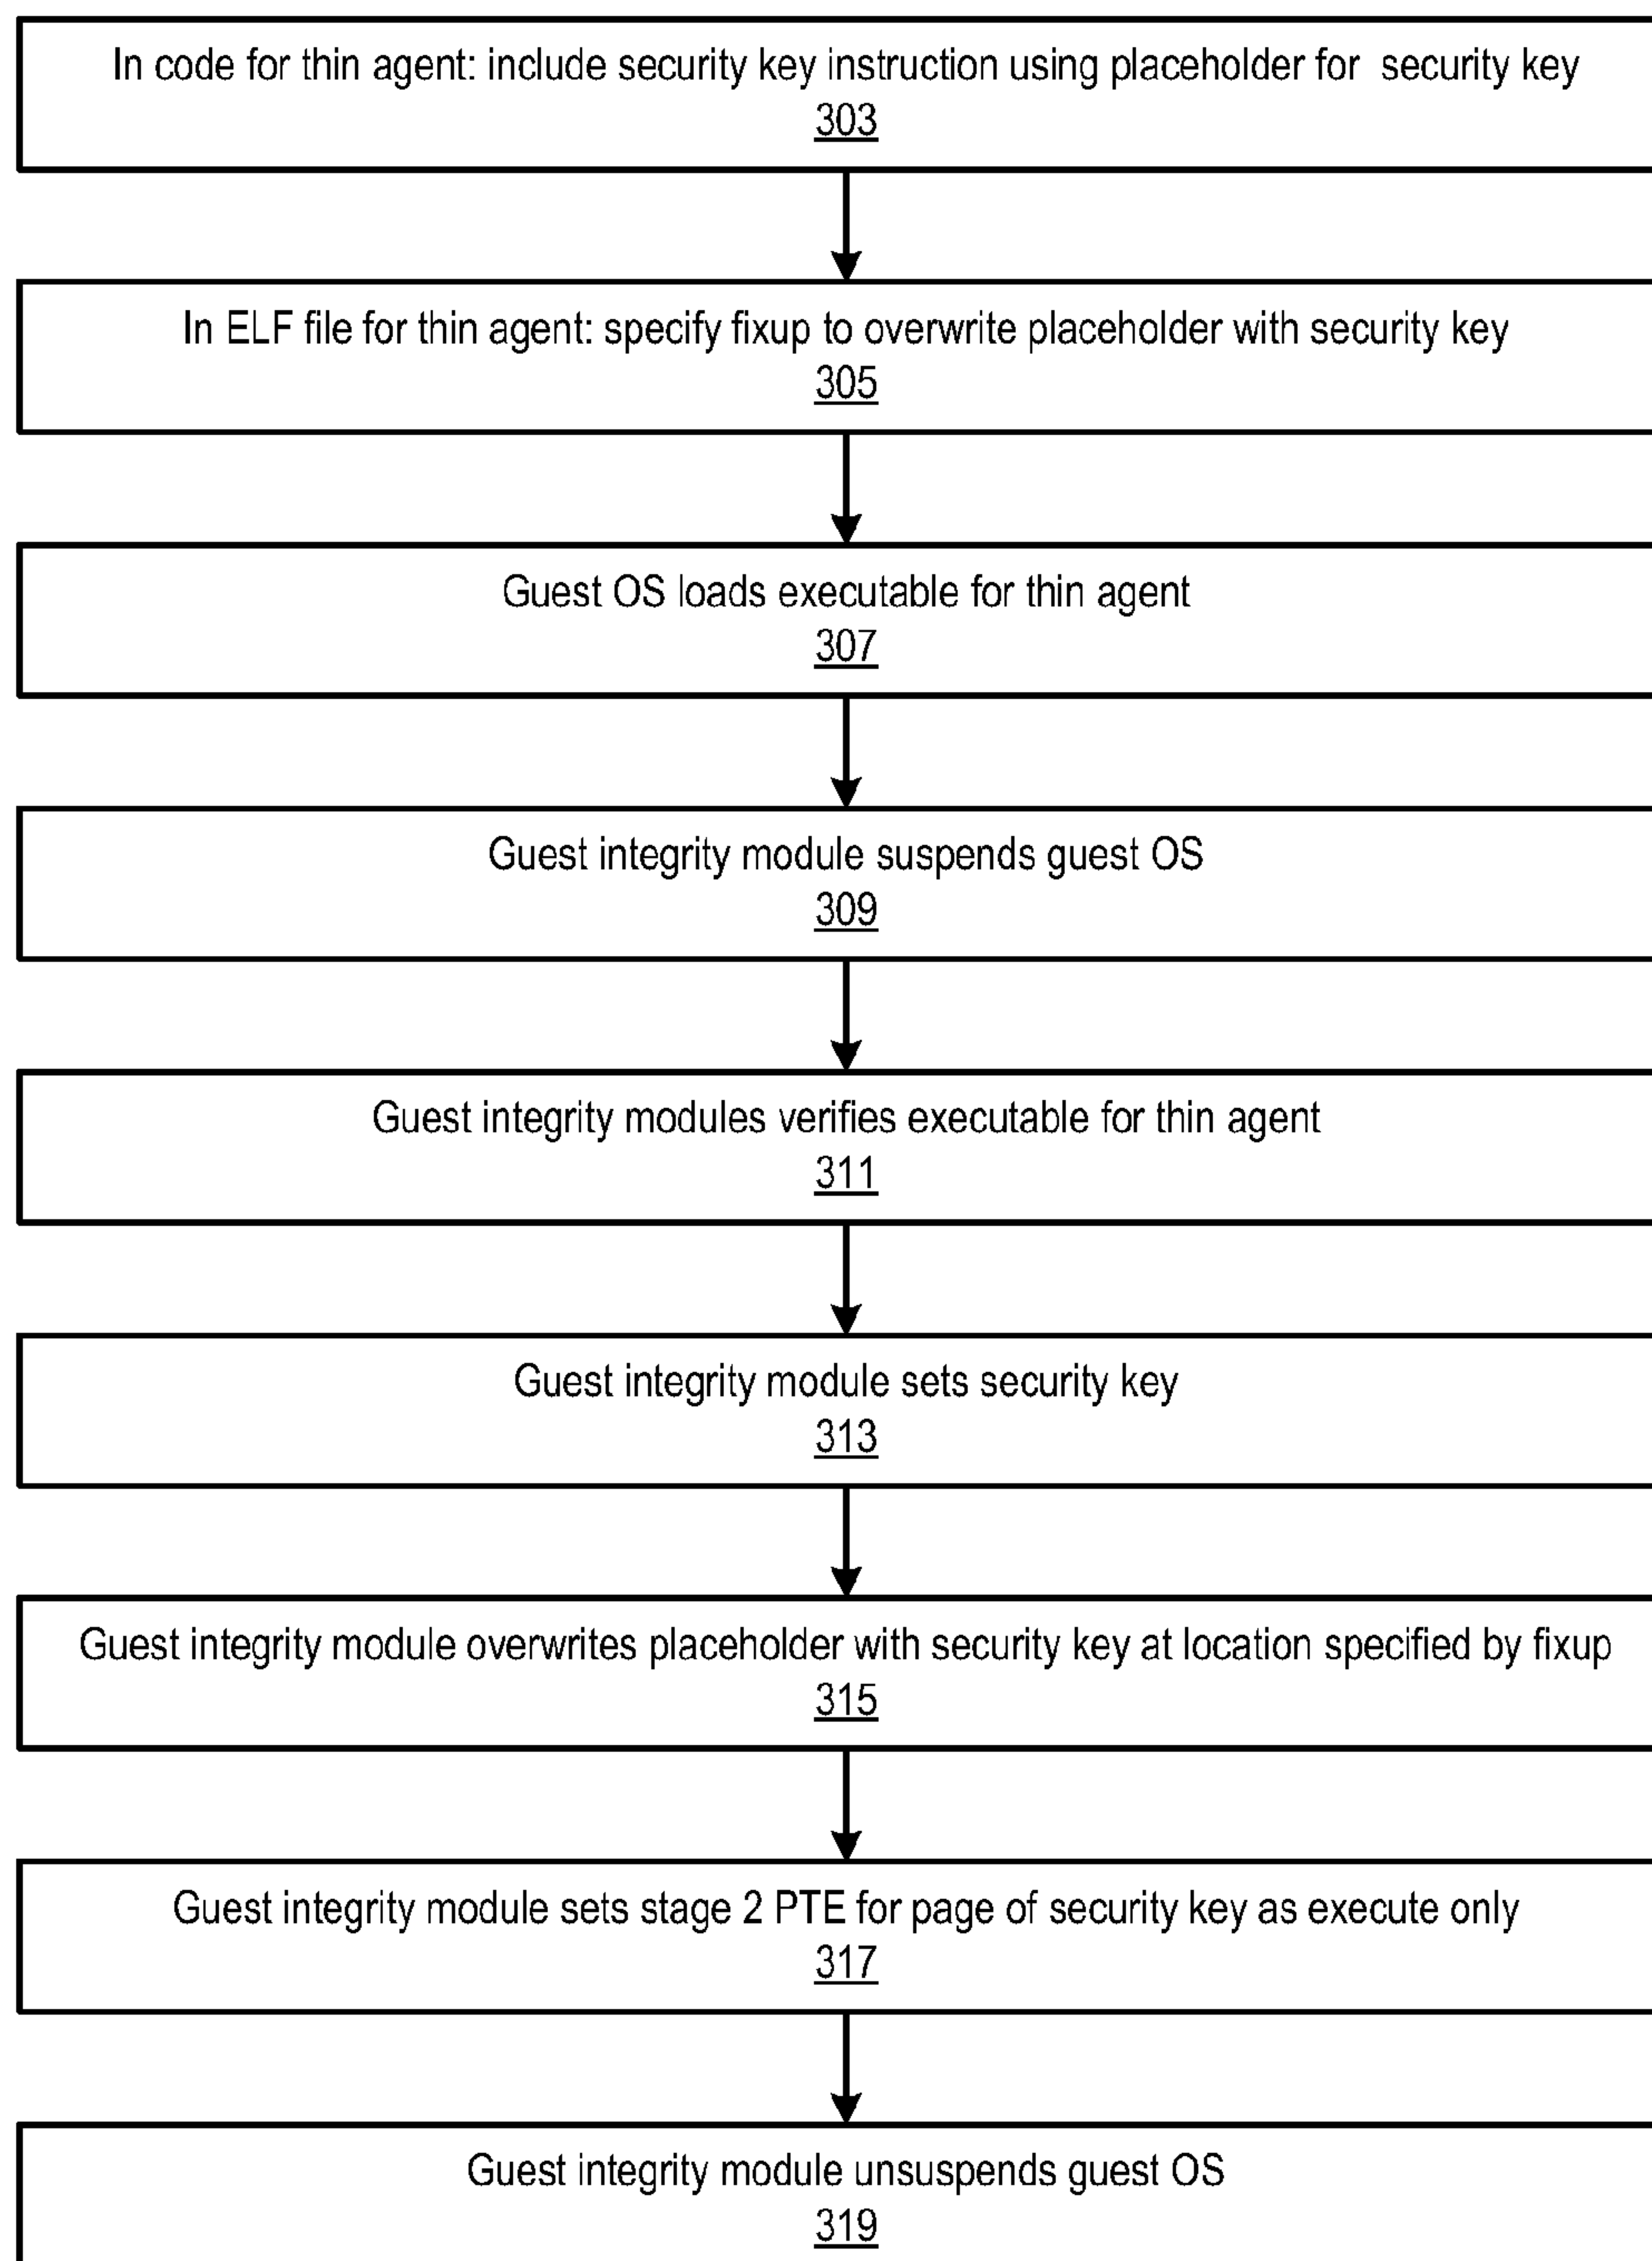 In code for thin agent: include security key instruction using placeholder for security key
303
In ELF file for thin agent: specify fixup to overwrite placeholder with security key
305
Guest OS loads executable for thin agent
307
Guest integrity module suspends guest OS
309
Guest integrity modules verifies executable for thin agent
311
Guest integrity module sets security key
313
Guest integrity module overwrites placeholder with security key at location specified by fixup
315
Guest integrity module sets stage 2 PTE for page of security key as execute only
317
Guest integrity module unsuspends guest OS
319